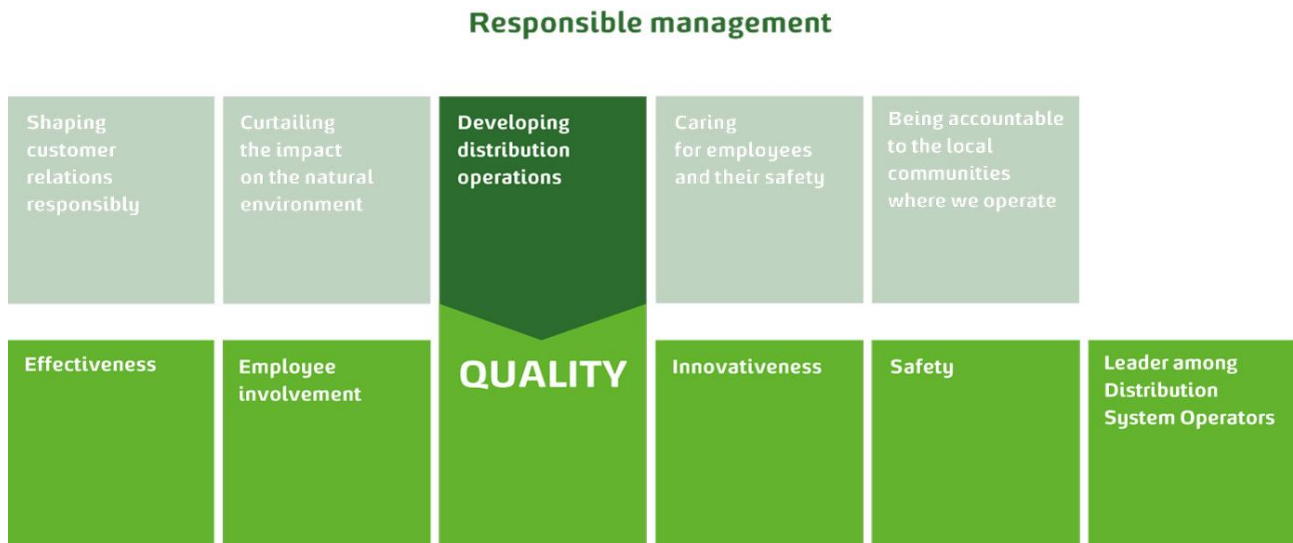 Responsible management
Shaping
customer
relations
responsibly
Curtailing
the impact
on the natural
environment
Developing
distribution
operations
Caring
for employees
and their safety
Being accountable
to the local
communities
where we operate
Effectiveness
Employee
involvement
QUALITY
Innovativeness
Safety
Leader among
Distribution
System Operators